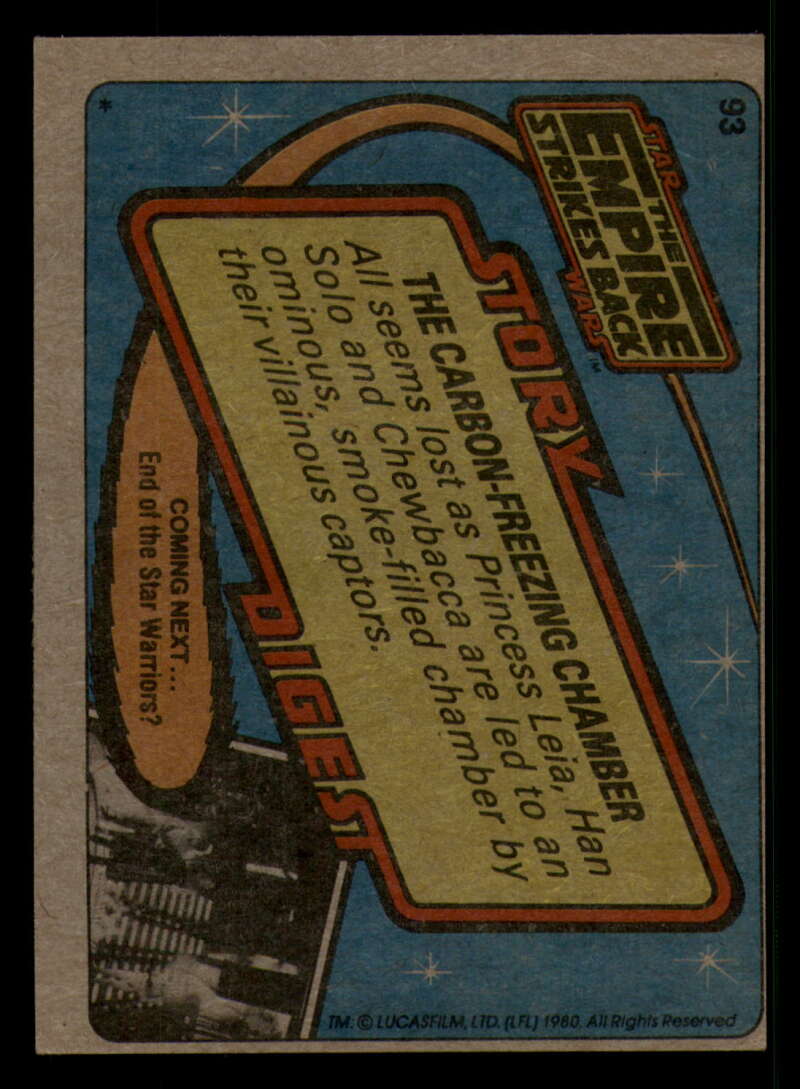 93
STAR
THE
EMPIRE
STRIKES BACK
WARS™
STORY
THE CARBON-FREEZING CHAMBER
All seems lost as Princess Leia, Han
Solo and Chewbacca are led to an
ominous, smoke-filled chamber by
their villainous captors.
DIGEST
COMING NEXT...
End of the Star Warriors?
*
TM: © LUCASFILM, LTD. (LFL) 1980. All Rights Reserved